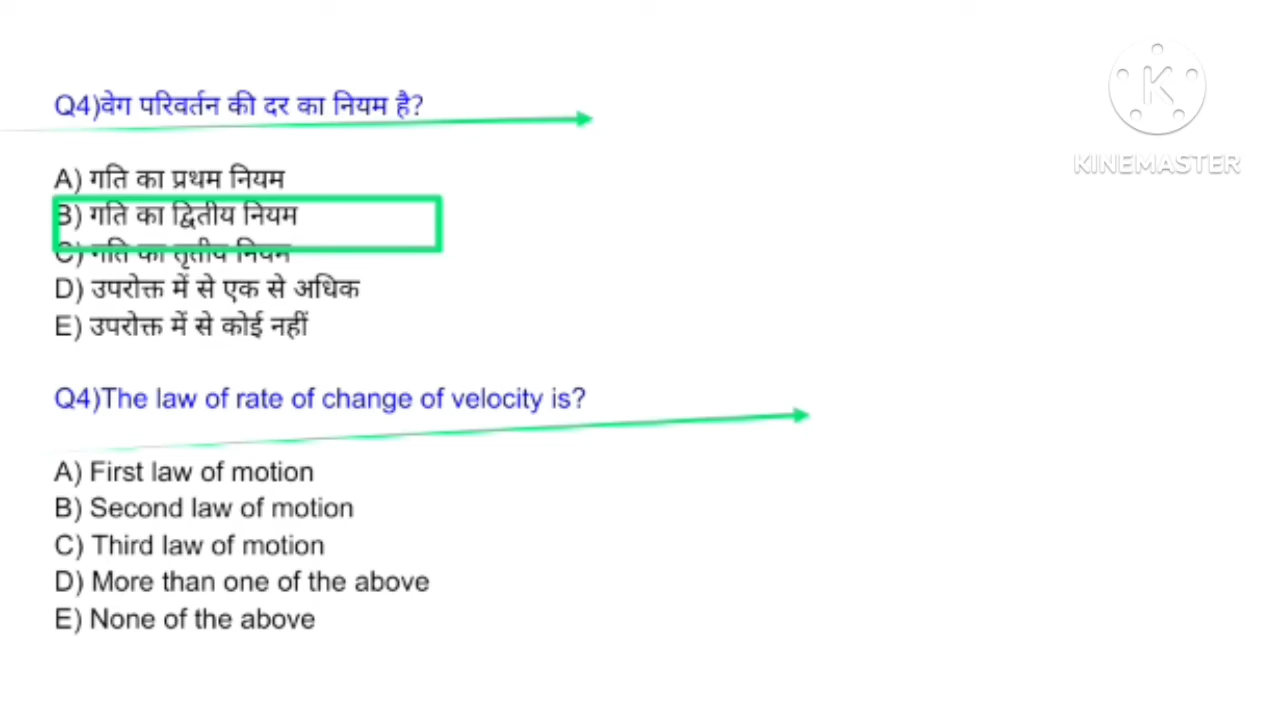 Q4)वेग परिवर्तन की दर का नियम है?
A) गति का प्रथम नियम
B) गति का द्वितीय नियम
C) गति का तृतीय नियम
D) उपरोक्त में से एक से अधिक
E) उपरोक्त में से कोई नहीं
Q4)The law of rate of change of velocity is?
A) First law of motion
B) Second law of motion
C) Third law of motion
D) More than one of the above
E) None of the above
K
KINEMASTER